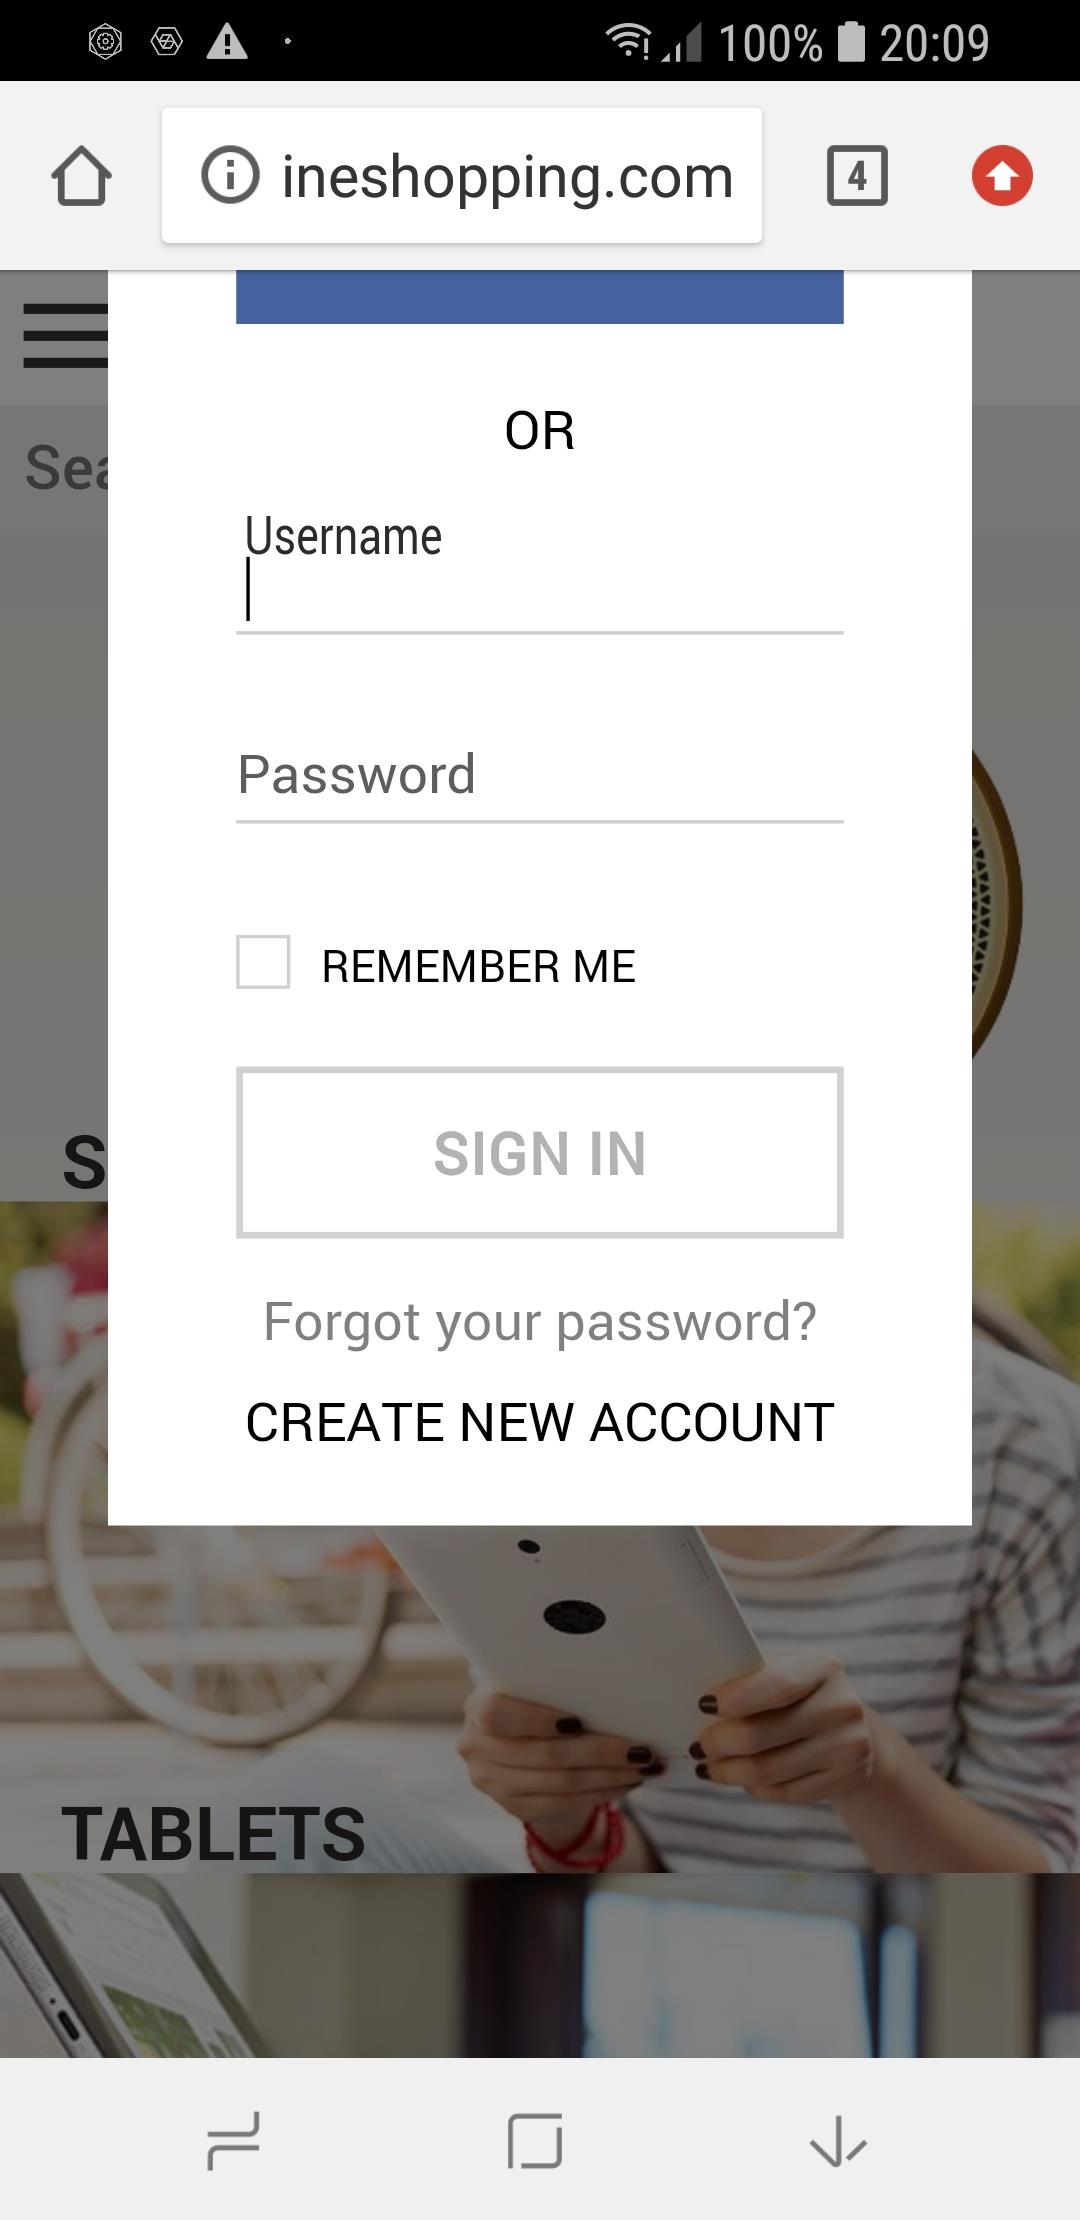 100% 20:09
ineshopping.com
4
Sea
OR
Username
Password
REMEMBER ME
S
SIGN IN
Forgot your password?
CREATE NEW ACCOUNT
TABLETS